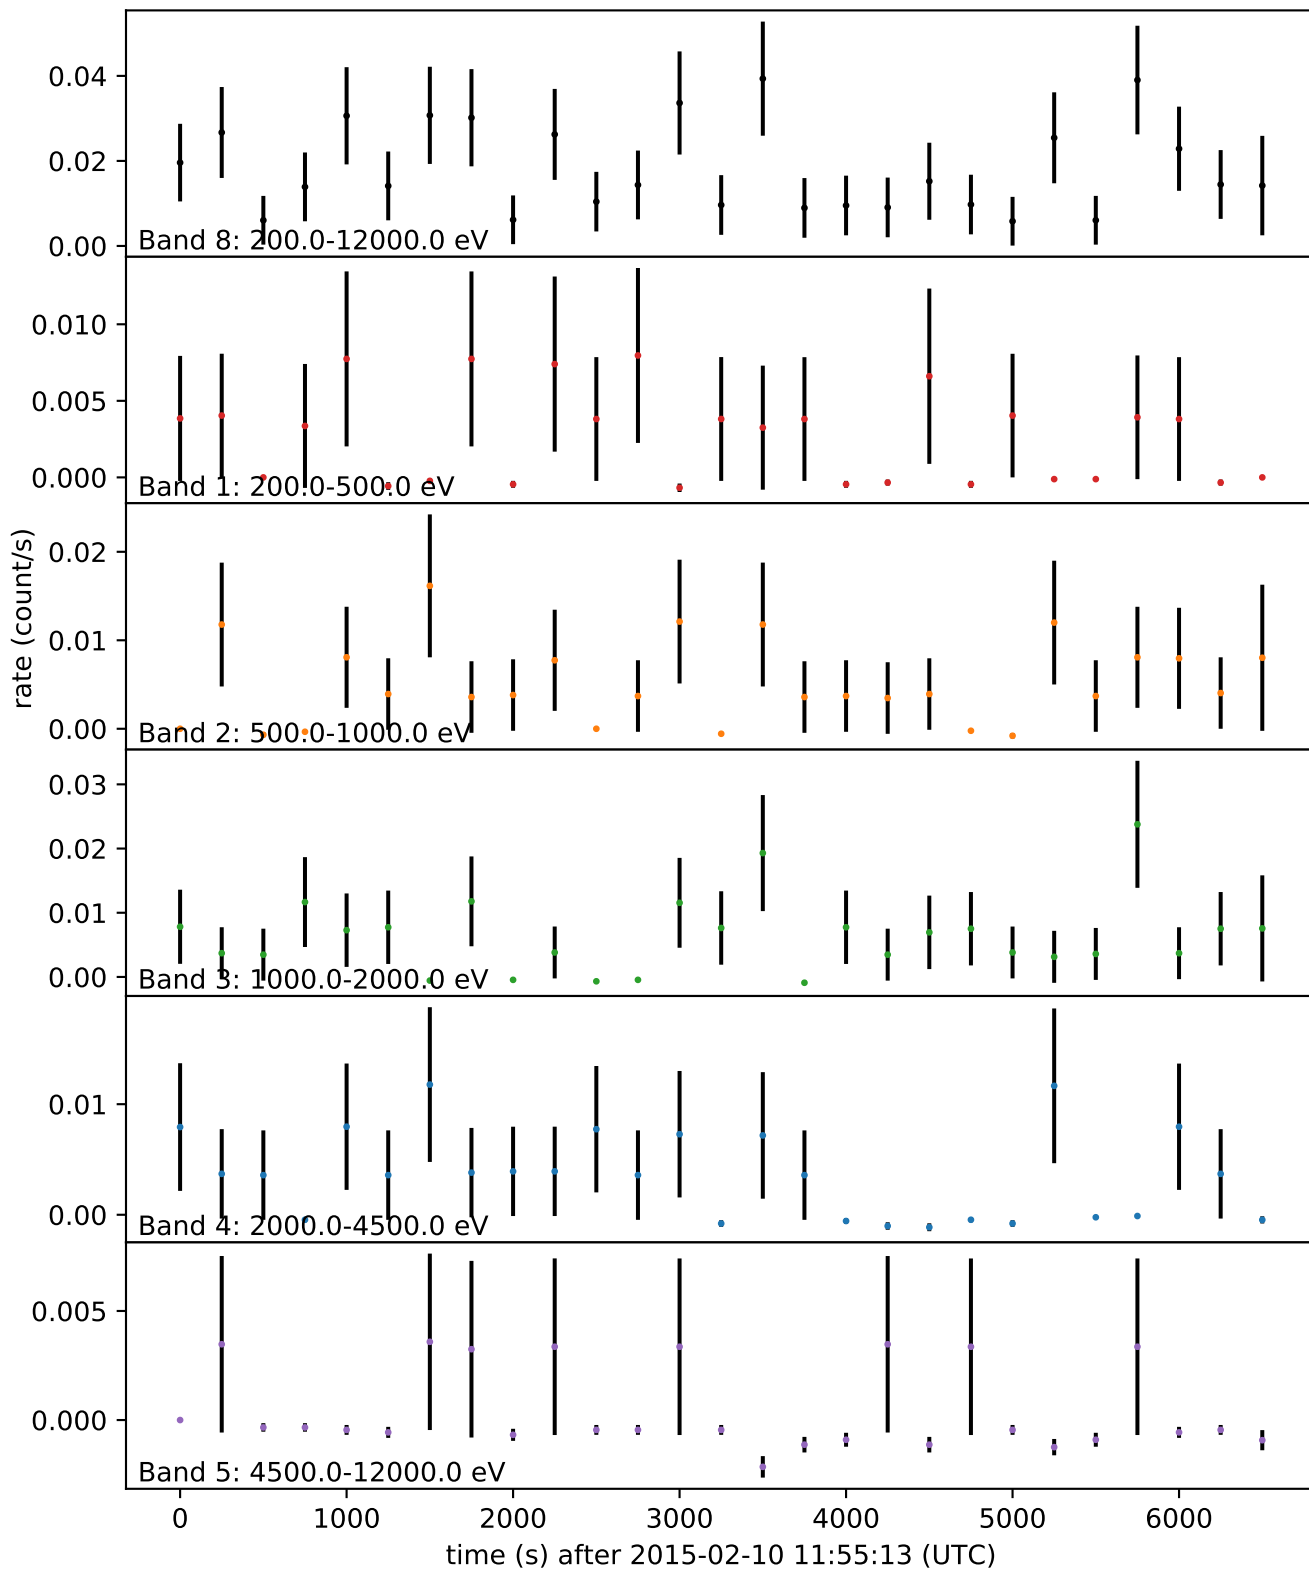 0.04
0.02
0.00
Band 8: 200.0-12000.0 eV
0.010
0.005
0.000
Band 1: 200.0-500.0 eV
0.02
0.01
0.00
Band 2: 500.0-1000.0 eV
rate (count/s)
0.03
0.02
0.01
0.00
Band 3: 1000.0-2000.0 eV
0.01
0.00
Band 4: 2000.0-4500.0 eV
0.005
0.000
Band 5: 4500.0-12000.0 eV
0 1000 2000 3000 4000 5000 6000
time (s) after 2015-02-10 11:55:13 (UTC)